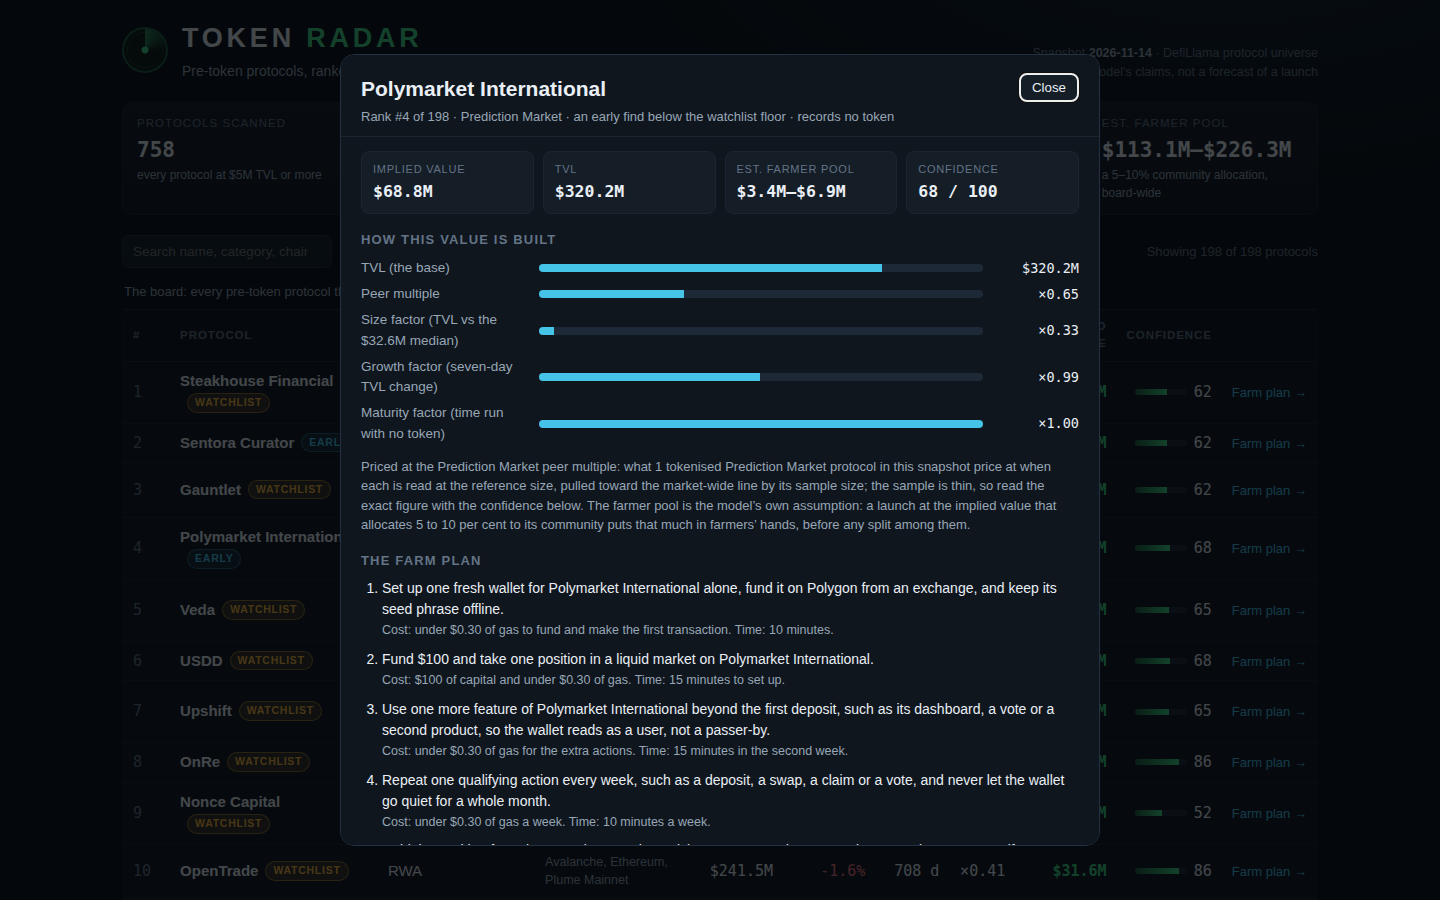 TOKEN RADAR
Pre-token protocols, ranke
Snapshot 2026-11-14 · DefiLlama protocol universe
odel's claims, not a forecast of a launch
PROTOCOLS SCANNED
758
every protocol at $5M TVL or more
EST. FARMER POOL
$113.1M–$226.3M
a 5–10% community allocation,
board-wide
Search name, category, chair
Showing 198 of 198 protocols
The board: every pre-token protocol t
# PROTOCOL CONFIDENCE
1 Steakhouse Financial WATCHLIST 62 Farm plan →
2 Sentora Curator EARL 62 Farm plan →
3 Gauntlet WATCHLIST 62 Farm plan →
4 Polymarket Internation EARLY 68 Farm plan →
5 Veda WATCHLIST 65 Farm plan →
6 USDD WATCHLIST 68 Farm plan →
7 Upshift WATCHLIST 65 Farm plan →
8 OnRe WATCHLIST 86 Farm plan →
9 Nonce Capital WATCHLIST 52 Farm plan →
10 OpenTrade WATCHLIST RWA Avalanche, Ethereum, Plume Mainnet $241.5M -1.6% 708 d ×0.41 $31.6M 86 Farm plan →
Polymarket International
Close
Rank #4 of 198 · Prediction Market · an early find below the watchlist floor · records no token
IMPLIED VALUE
$68.8M
TVL
$320.2M
EST. FARMER POOL
$3.4M–$6.9M
CONFIDENCE
68 / 100
HOW THIS VALUE IS BUILT
TVL (the base) $320.2M
Peer multiple ×0.65
Size factor (TVL vs the
$32.6M median) ×0.33
Growth factor (seven-day
TVL change) ×0.99
Maturity factor (time run
with no token) ×1.00
Priced at the Prediction Market peer multiple: what 1 tokenised Prediction Market protocol in this snapshot price at when
each is read at the reference size, pulled toward the market-wide line by its sample size; the sample is thin, so read the
exact figure with the confidence below. The farmer pool is the model's own assumption: a launch at the implied value that
allocates 5 to 10 per cent to its community puts that much in farmers’ hands, before any split among them.
THE FARM PLAN
1. Set up one fresh wallet for Polymarket International alone, fund it on Polygon from an exchange, and keep its
seed phrase offline.
Cost: under $0.30 of gas to fund and make the first transaction. Time: 10 minutes.
2. Fund $100 and take one position in a liquid market on Polymarket International.
Cost: $100 of capital and under $0.30 of gas. Time: 15 minutes to set up.
3. Use one more feature of Polymarket International beyond the first deposit, such as its dashboard, a vote or a
second product, so the wallet reads as a user, not a passer-by.
Cost: under $0.30 of gas for the extra actions. Time: 15 minutes in the second week.
4. Repeat one qualifying action every week, such as a deposit, a swap, a claim or a vote, and never let the wallet
go quiet for a whole month.
Cost: under $0.30 of gas a week. Time: 10 minutes a week.